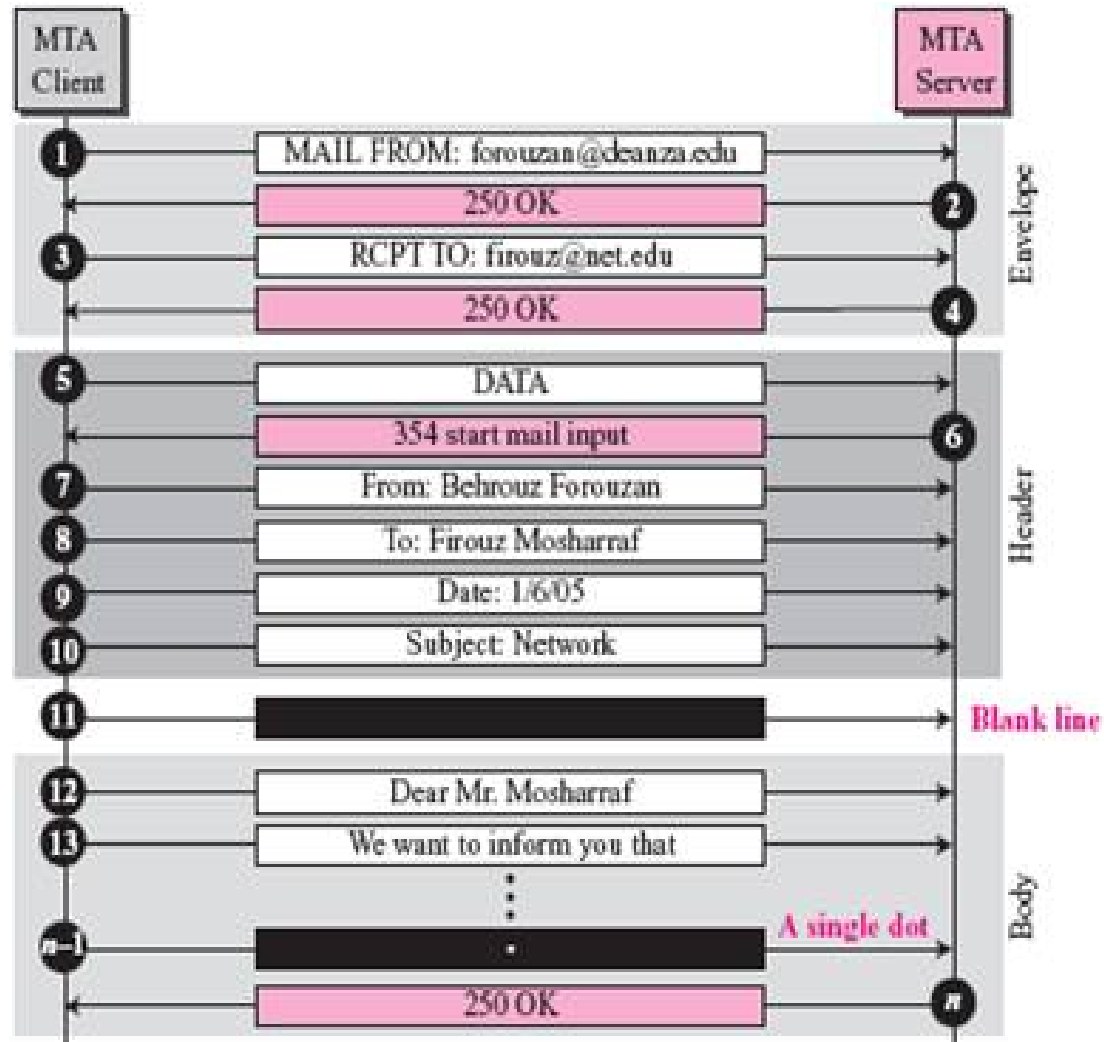 MTA
Client
MTA
Server
1
MAIL FROM: forouzan@deanza.edu
250 OK
2
3
RCPT TO: firouz@net.edu
250 OK
4
Envelope
5
DATA
354 start mail input
6
7
From: Behrouz Forouzan
8
To: Firouz Mosharraf
9
Date: 1/6/05
10
Subject: Network
Header
11
Blank line
12
Dear Mr. Mosharraf
13
We want to inform you that
n–1
.
A single dot
250 OK
n
Body